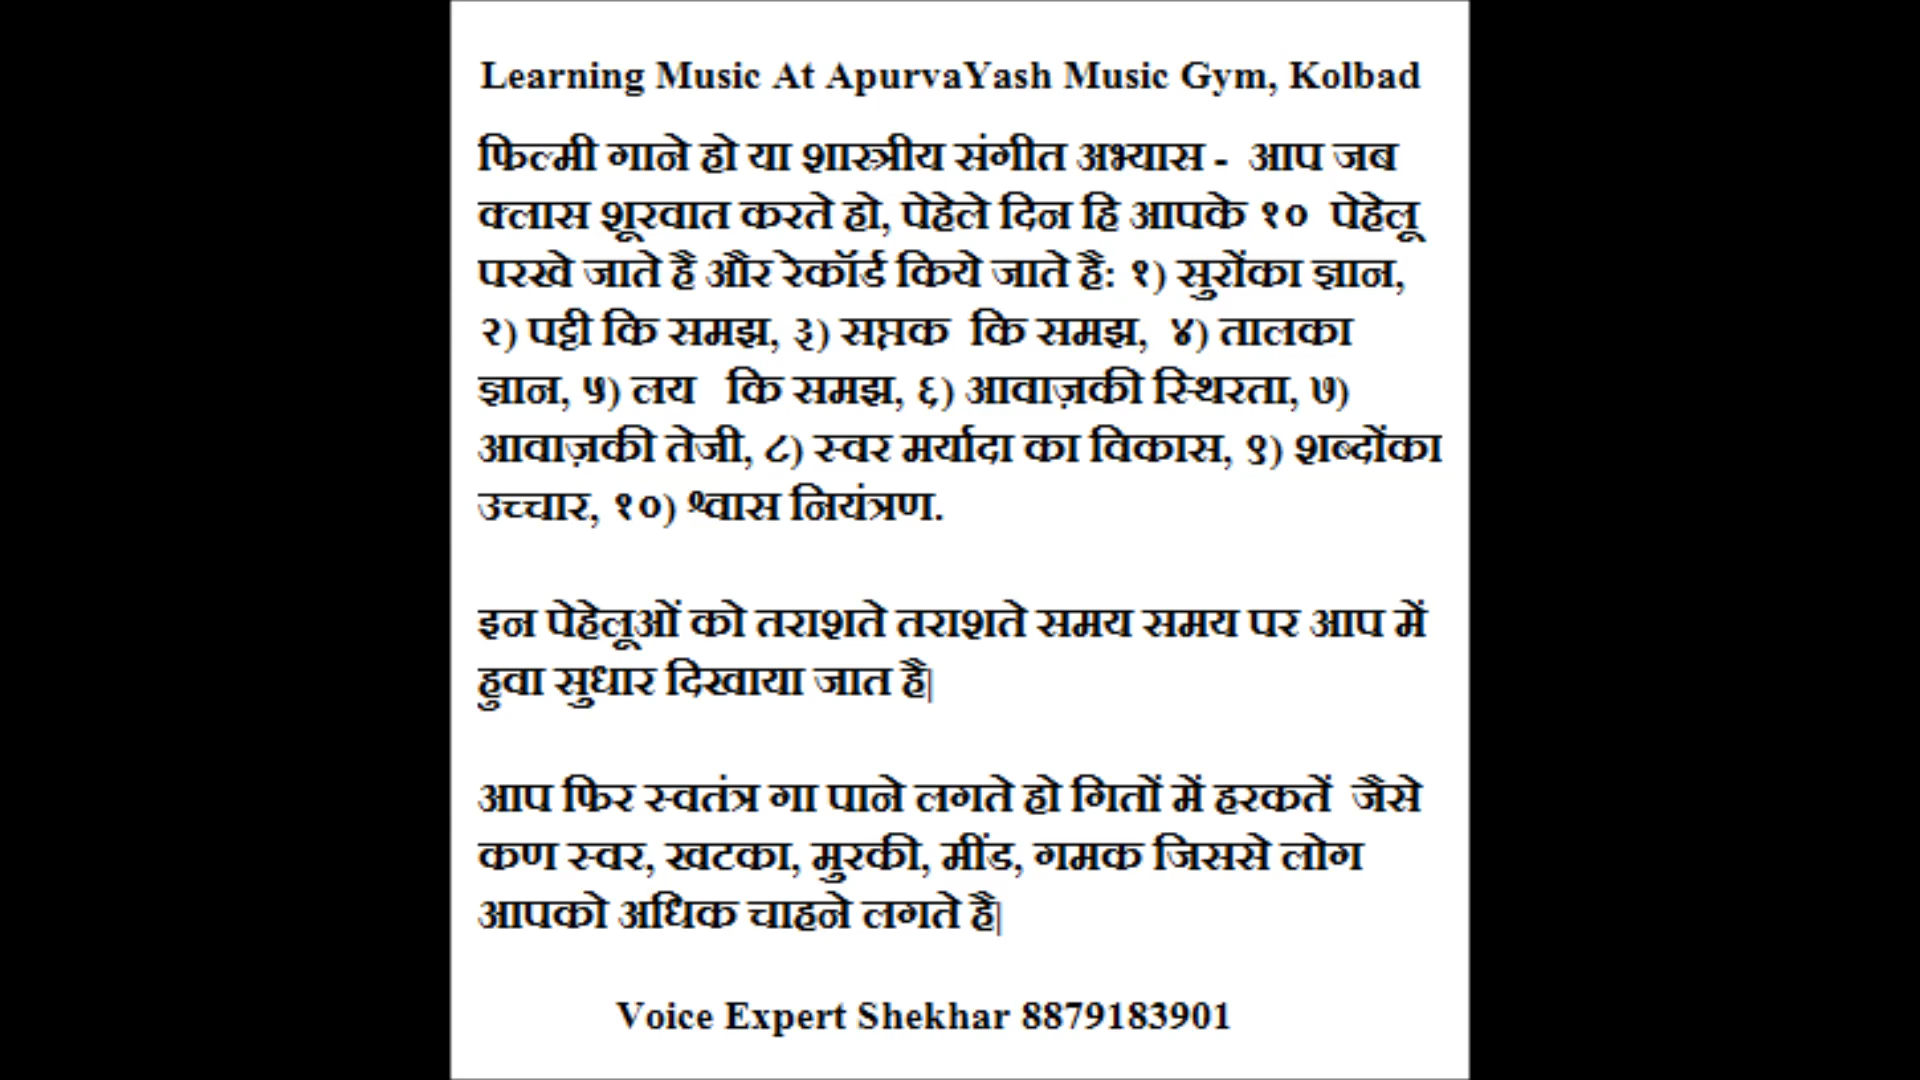 Learning Music At ApurvaYash Music Gym, Kolbad
फिल्मी गाने हो या शास्त्रीय संगीत अभ्यास - आप जब
क्लास शूरवात करते हो, पेहेले दिन हि आपके १० पेहेलू
परखे जाते है और रेकॉर्ड किये जाते है: १) सुरोंका ज्ञान,
२) पट्टी कि समझ, ३) सप्तक कि समझ, ४) तालका
ज्ञान, ५) लय कि समझ, ६) आवाज़की स्थिरता, ७)
आवाज़की तेजी, ८) स्वर मर्यादा का विकास, ९) शब्दोंका
उच्चार, १०) श्वास नियंत्रण.
इन पेहेलूओं को तराशते तराशते समय समय पर आप में
हुवा सुधार दिखाया जात है|
आप फिर स्वतंत्र गा पाने लगते हो गितों में हरकतें जैसे
कण स्वर, खटका, मुरकी, मींड, गमक जिससे लोग
आपको अधिक चाहने लगते है|
Voice Expert Shekhar 8879183901